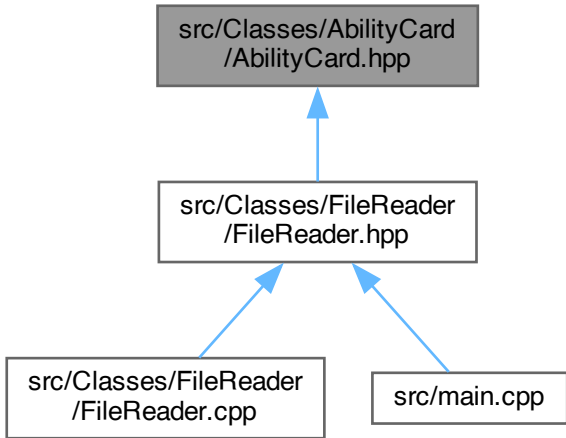 src/Classes/AbilityCard
/AbilityCard.hpp
src/Classes/FileReader
/FileReader.hpp
src/Classes/FileReader
/FileReader.cpp
src/main.cpp